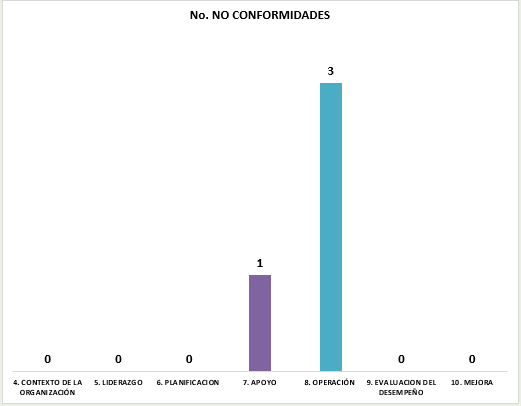 No. NO CONFORMIDADES
3
1
0
0
0
0
0
4. CONTEXTO DE LA
ORGANIZACIÓN
5. LIDERAZGO
6. PLANIFICACION
7. APOYO
8. OPERACIÓN
9. EVALUACION DEL
DESEMPEÑO
10. MEJORA